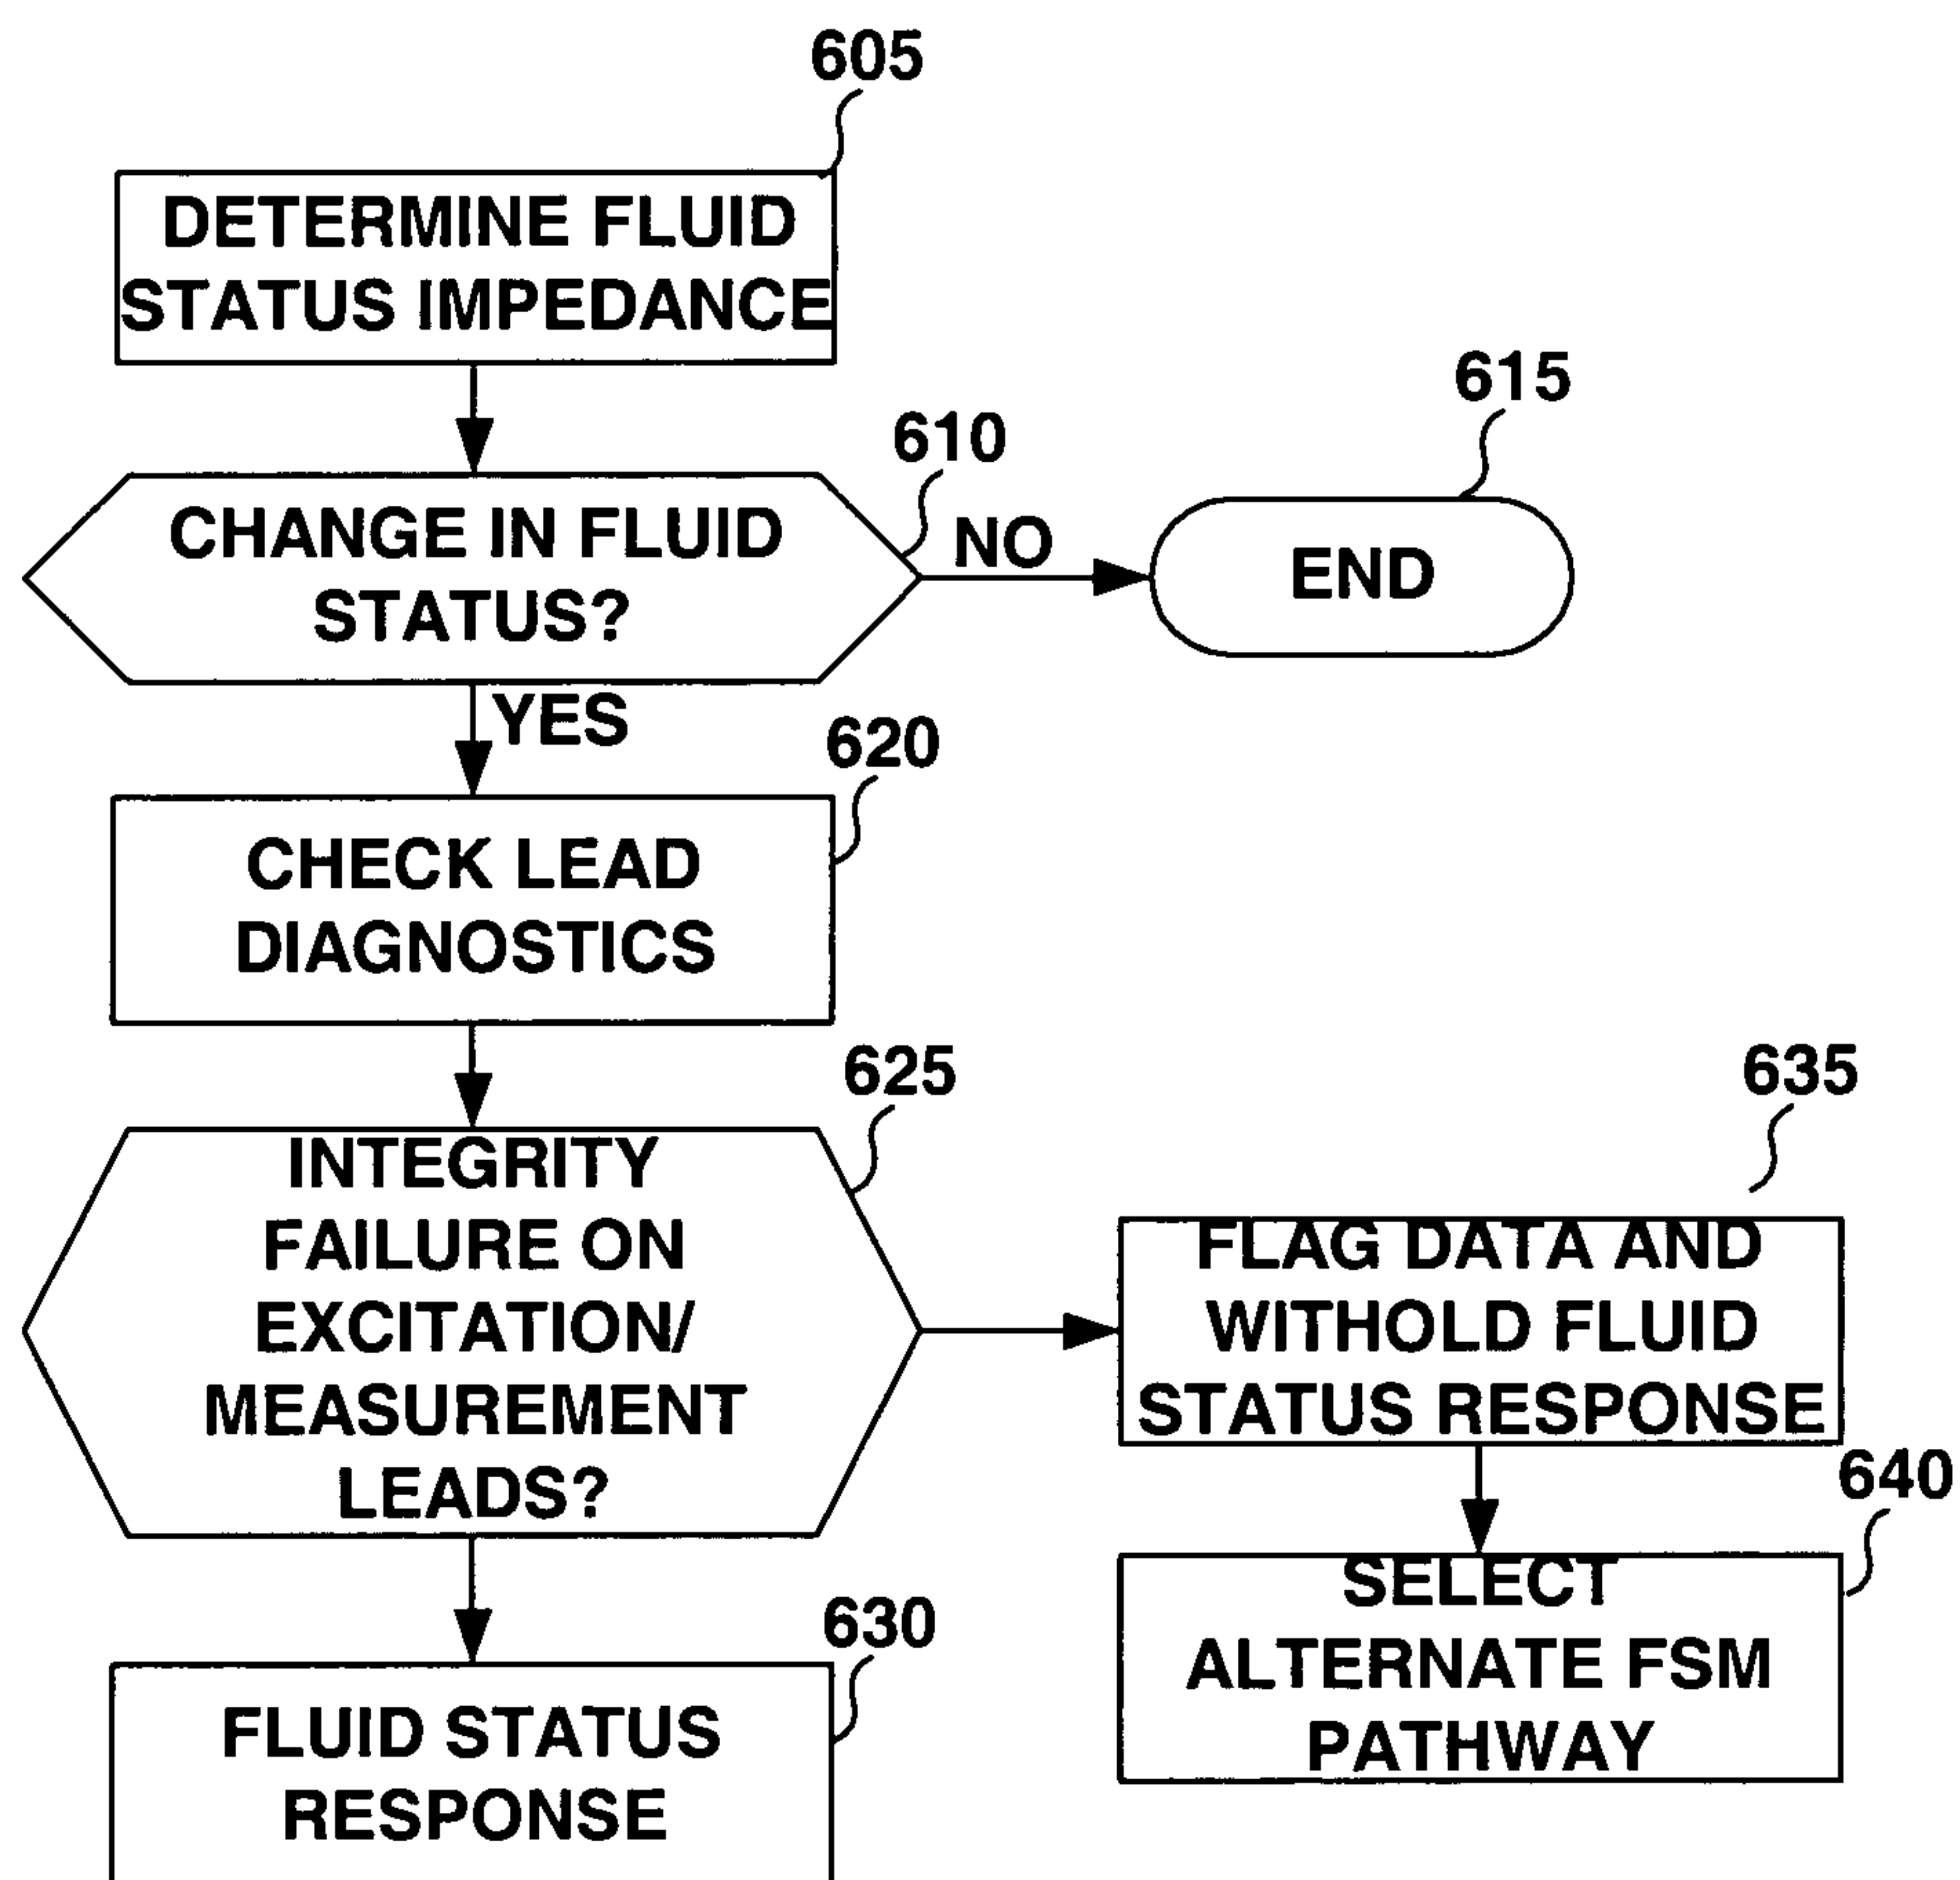 605
DETERMINE FLUID
STATUS IMPEDANCE
610
CHANGE IN FLUID
STATUS?
NO
615
END
YES
620
CHECK LEAD
DIAGNOSTICS
625
INTEGRITY
FAILURE ON
EXCITATION/
MEASUREMENT
LEADS?
635
FLAG DATA AND
WITHOLD FLUID
STATUS RESPONSE
640
SELECT
ALTERNATE FSM
PATHWAY
630
FLUID STATUS
RESPONSE